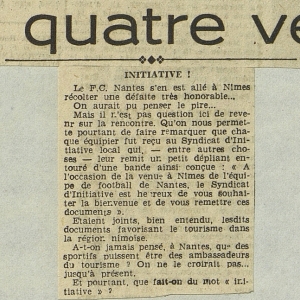 quatre ve
INITIATIVE !
Le F.C. Nantes s'en est allé à Nîmes
récolter une défaite très honorable...
On aurait pu penser le pire...
Mais il n'est pas question ici de reve-
nir sur la rencontre. Qu'on nous permet-
te pourtant de faire remarquer que cha-
que équipier fut reçu au Syndicat d'Ini-
tiative local qui, — entre autres cho-
ses — leur remit un petit dépliant en-
touré d'une bande ainsi conçue : « A
l'occasion de la venue à Nîmes de l'équi-
pe de football de Nantes, le Syndicat
d'Initiative est heureux de vous souhai-
ter la bienvenue et de vous remettre ces
documents ».
Etaient joints, bien entendu, lesdits
documents favorisant le tourisme dans
la région nîmoise.
A-t-on jamais pensé, à Nantes, que des
sportifs puissent être des ambassadeurs
du tourisme ? On ne le croirait pas...
jusqu'à présent.
Et pourtant, que fait-on du mot « ini-
tiative » ?